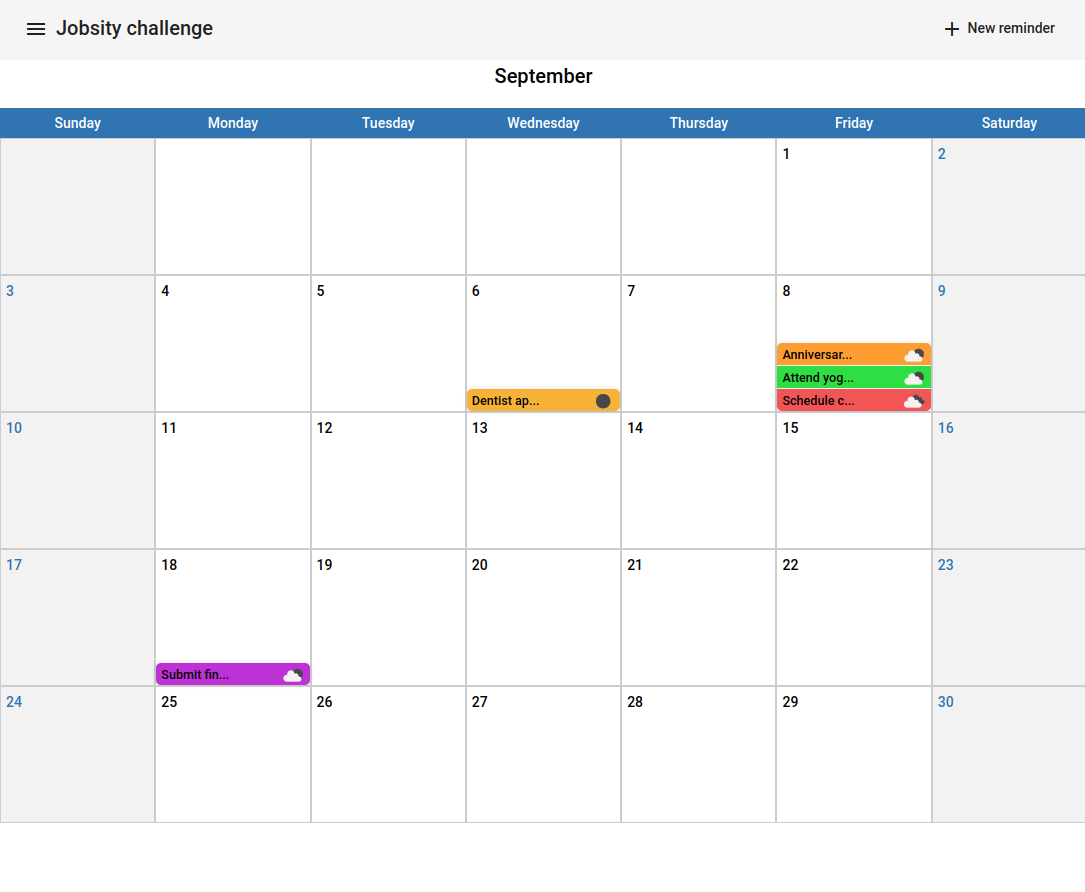 Jobsity challenge
New reminder
September
Sunday Monday Tuesday Wednesday Thursday Friday Saturday
1 2
3 4 5 6 7 8 9
Anniversar...
Attend yog...
Dentist ap... Schedule c...
10 11 12 13 14 15 16
17 18 19 20 21 22 23
Submit fin...
24 25 26 27 28 29 30